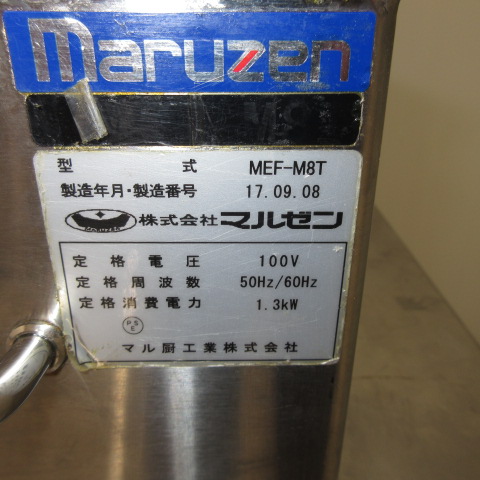 maruzen
型 式 MEF-M8T
製造年月・製造番号 17.09.08
株式会社マルゼン
定格電圧 100V
定格周波数 50Hz/60Hz
定格消費電力 1.3kW
PSE
マル厨工業株式会社